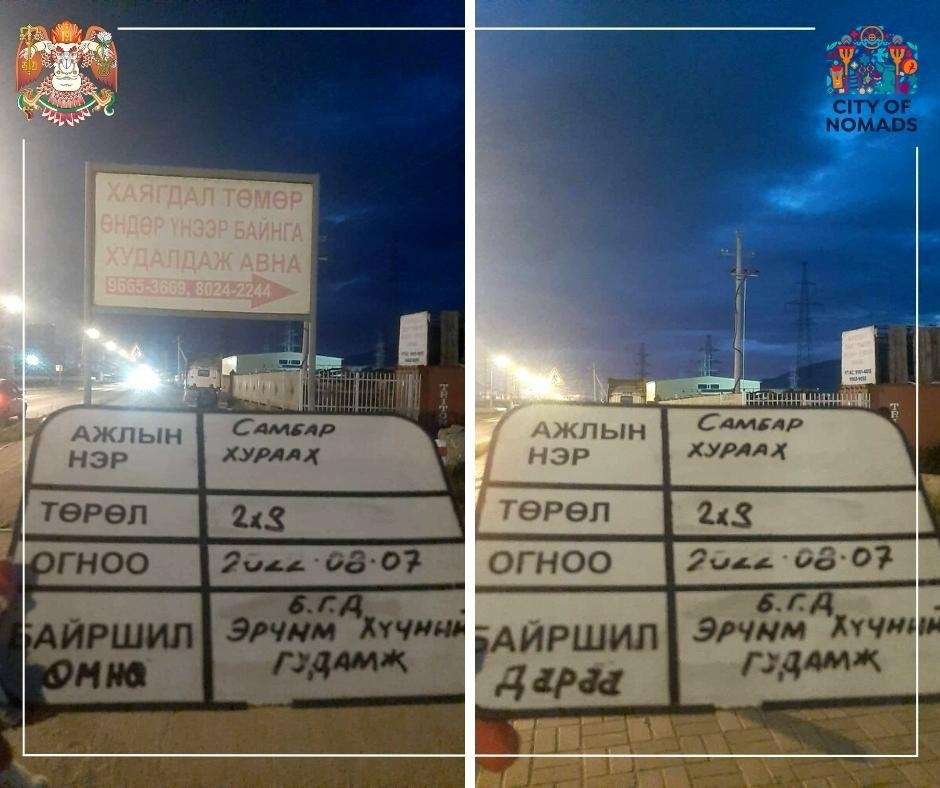 CITY OF
NOMADS
ХАЯГДАЛ ТӨМӨР
ӨНДӨР ҮНЭЭР БАЙНГА
ХУДАЛДАЖ АВНА
9665-3669, 8024-2244
АЖЛЫН
НЭР
САМБАР
ХУРААХ
ТӨРӨЛ
2х3
ОГНОО
2022.08.07
БАЙРШИЛ
Өмнө
Б.Г.Д
ЭРЧИМ ХҮЧНИЙ
ГУДАМЖ
АЖЛЫН
НЭР
САМБАР
ХУРААХ
ТӨРӨЛ
2х3
ОГНОО
2022.08.07
БАЙРШИЛ
Дараа
Б.Г.Д
ЭРЧИМ ХҮЧНИЙ
ГУДАМЖ